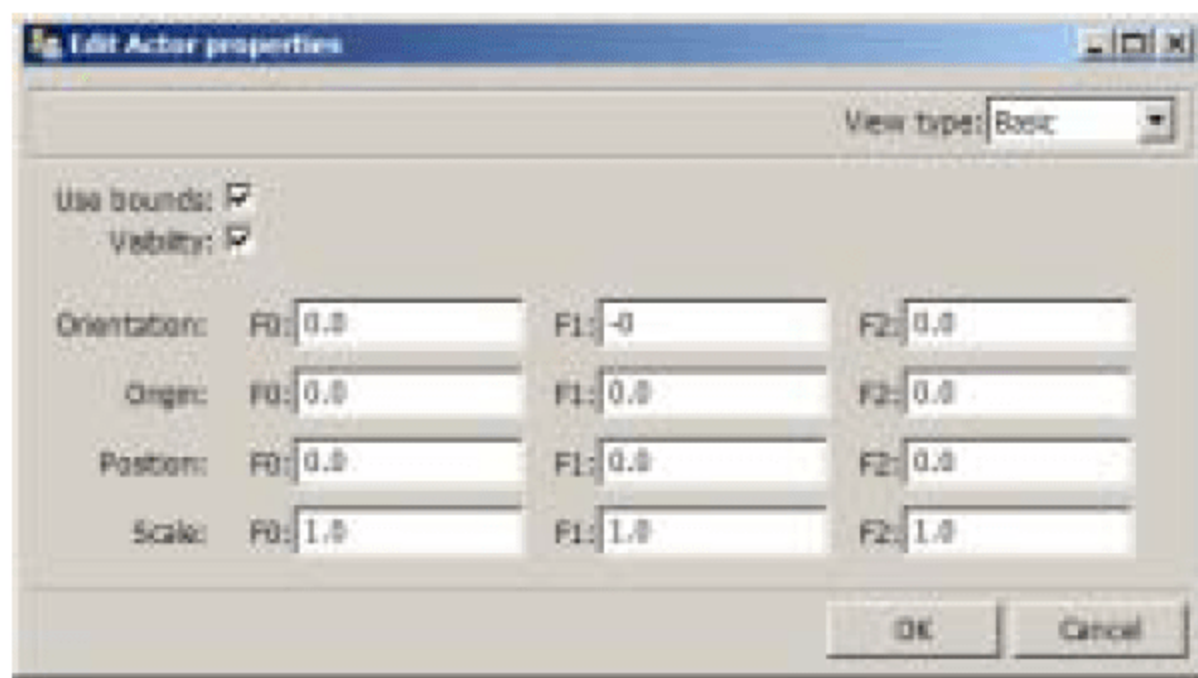 Edit Actor properties
View type: Basic
Use bounds:
Visibility:
Orientation: F0: 0.0 F1: -0 F2: 0.0
Origin: F0: 0.0 F1: 0.0 F2: 0.0
Position: F0: 0.0 F1: 0.0 F2: 0.0
Scale: F0: 1.0 F1: 1.0 F2: 1.0
OK Cancel